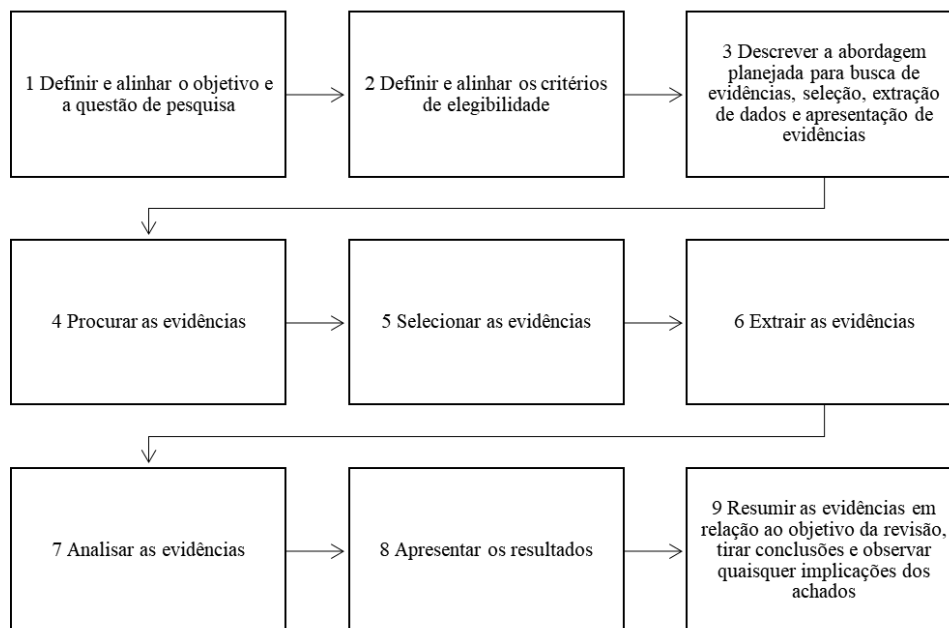 1 Definir e alinhar o objetivo e
a questão de pesquisa
2 Definir e alinhar os critérios
de elegibilidade
3 Descrever a abordagem
planejada para busca de
evidências, seleção, extração
de dados e apresentação de
evidências
4 Procurar as evidências
5 Selecionar as evidências
6 Extrair as evidências
7 Analisar as evidências
8 Apresentar os resultados
9 Resumir as evidências em
relação ao objetivo da revisão,
tirar conclusões e observar
quaisquer implicações dos
achados